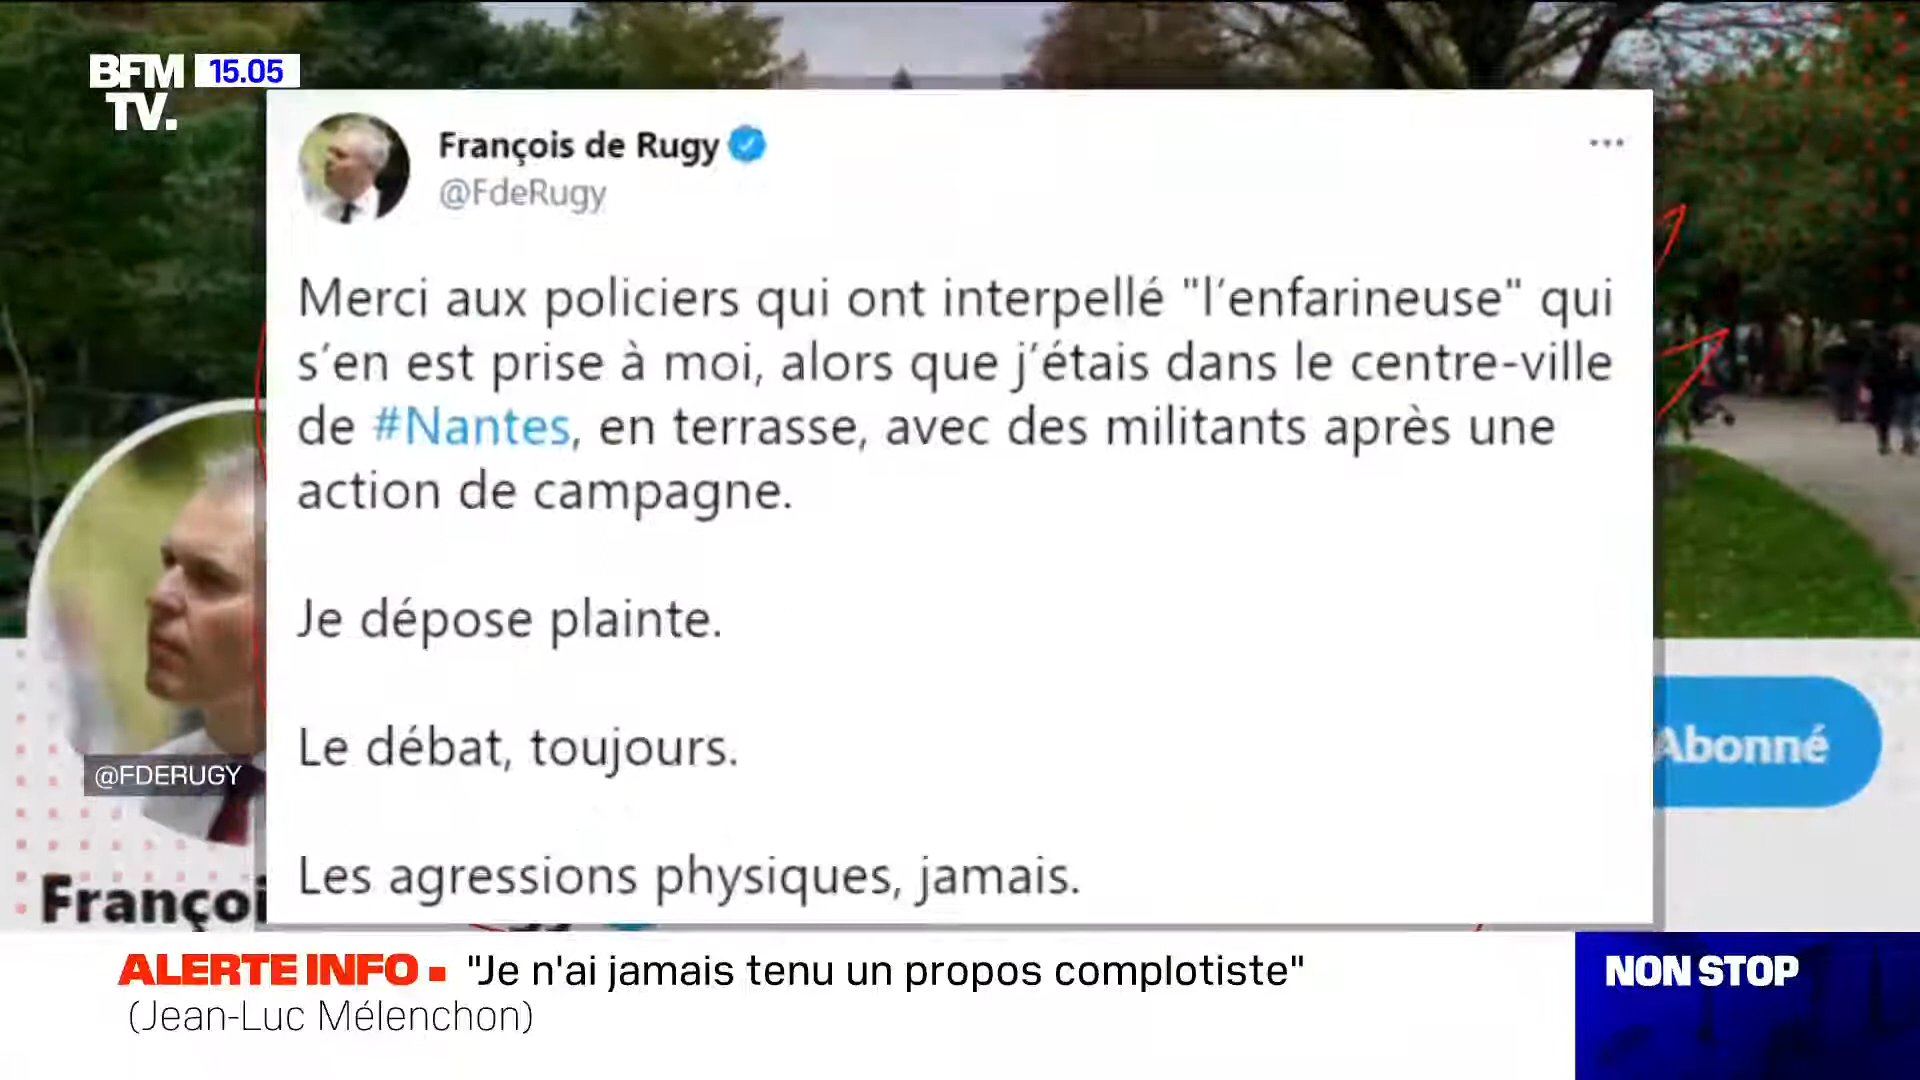 BFM
TV.
15.05
François de Rugy
@FdeRugy
Merci aux policiers qui ont interpellé "l'enfarineuse" qui
s'en est prise à moi, alors que j'étais dans le centre-ville
de #Nantes, en terrasse, avec des militants après une
action de campagne.
Je dépose plainte.
Le débat, toujours.
Les agressions physiques, jamais.
Abonné
@FDERUGY
Françoi
ALERTE INFO "Je n'ai jamais tenu un propos complotiste"
(Jean-Luc Mélenchon)
NON STOP